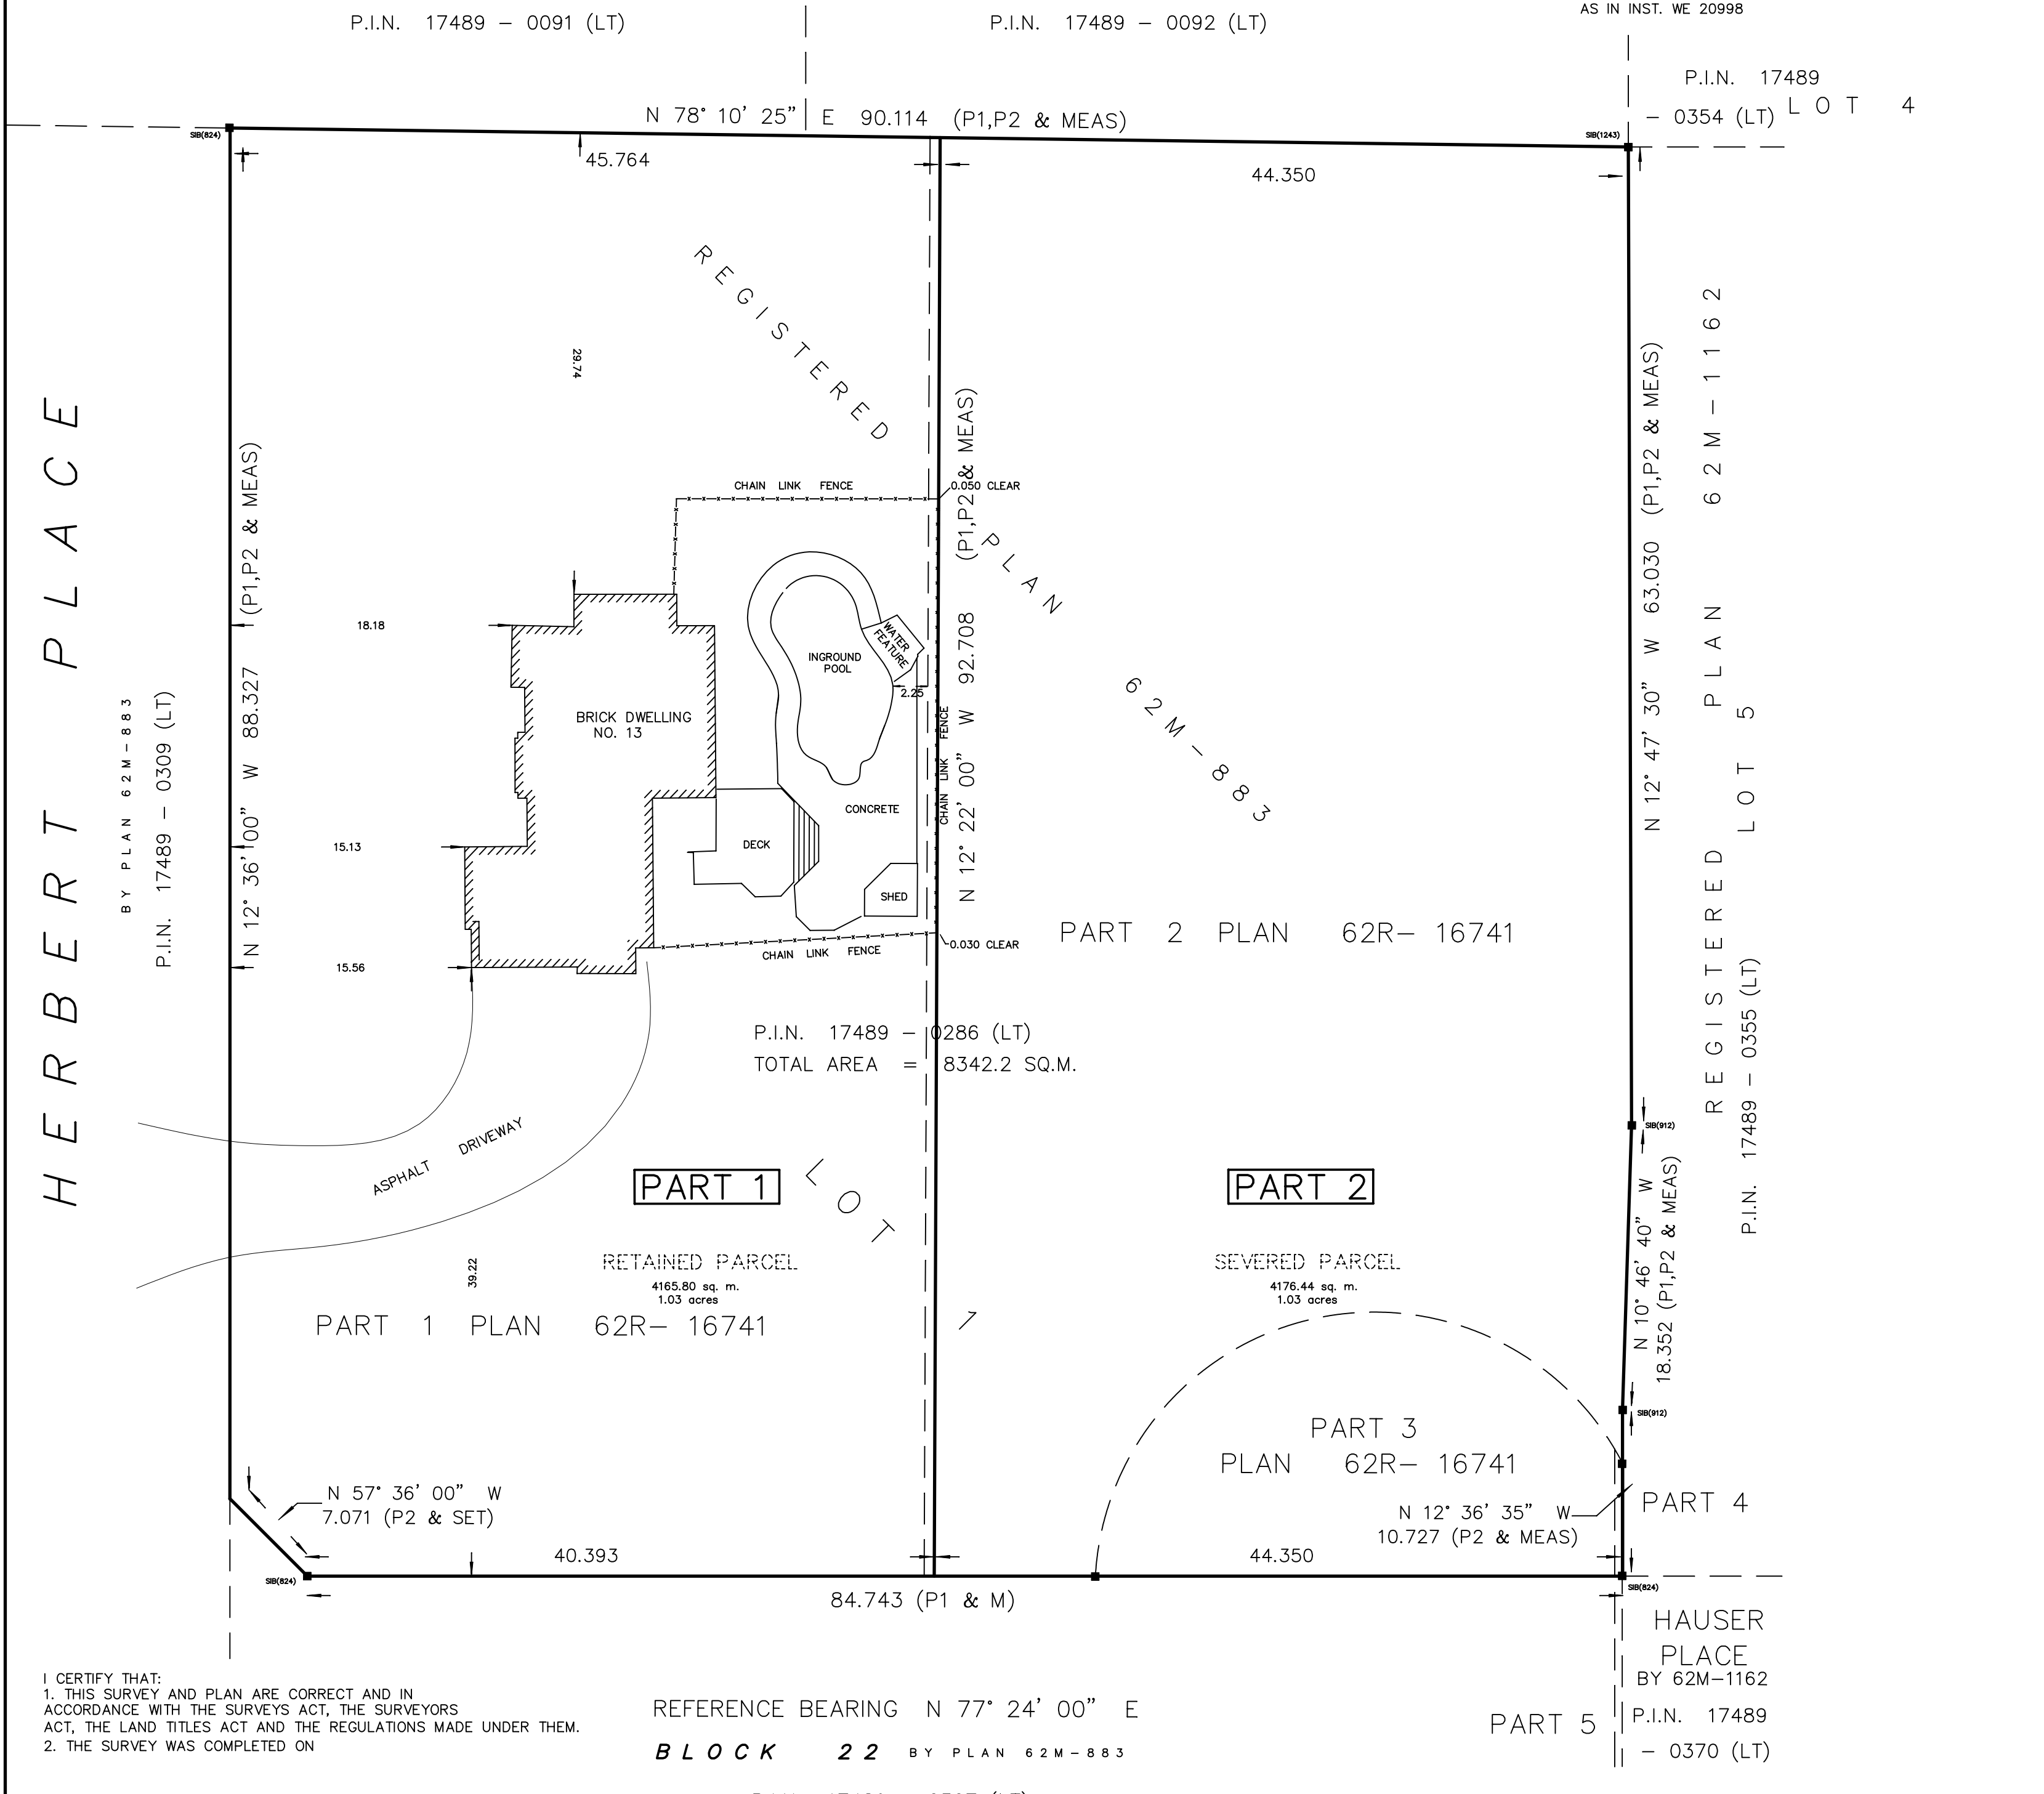 AS IN INST. WE 20998
P.I.N. 17489 - 0091 (LT)
P.I.N. 17489 - 0092 (LT)
P.I.N. 17489
- 0354 (LT)
LOT 4
N 78° 10' 25" E 90.114 (P1,P2 & MEAS)
SIB(824)
SIB(1243)
45.764
44.350
REGISTERED
PLAN
62M-883
LOT
1
29.74
HERBERT PLACE
BY PLAN 62M-883
P.I.N. 17489 - 0309 (LT)
N 12° 36' 00" W 88.327 (P1,P2 & MEAS)
CHAIN LINK FENCE
0.050 CLEAR
18.18
INGROUND
POOL
WATER
FEATURE
2.25
BRICK DWELLING
NO. 13
CHAIN LINK FENCE
N 12° 22' 00" W 92.708 (P1,P2 & MEAS)
CONCRETE
15.13
DECK
SHED
CHAIN LINK FENCE
0.030 CLEAR
15.56
PART 2 PLAN 62R- 16741
N 12° 47' 30" W 63.030 (P1,P2 & MEAS)
REGISTERED PLAN 62M-1162
LOT 5
P.I.N. 17489 - 0355 (LT)
P.I.N. 17489 - 0286 (LT)
TOTAL AREA = 8342.2 SQ.M.
SIB(912)
ASPHALT DRIVEWAY
PART 1
PART 2
39.22
RETAINED PARCEL
4165.80 sq. m.
1.03 acres
SEVERED PARCEL
4176.44 sq. m.
1.03 acres
PART 1 PLAN 62R- 16741
N 10° 46' 40" W
18.352 (P1,P2 & MEAS)
SIB(912)
PART 3
PLAN 62R- 16741
N 57° 36' 00" W
7.071 (P2 & SET)
N 12° 36' 35" W
10.727 (P2 & MEAS)
PART 4
40.393
44.350
SIB(824)
SIB(824)
84.743 (P1 & M)
HAUSER
PLACE
BY 62M-1162
P.I.N. 17489
- 0370 (LT)
PART 5
I CERTIFY THAT:
1. THIS SURVEY AND PLAN ARE CORRECT AND IN
ACCORDANCE WITH THE SURVEYS ACT, THE SURVEYORS
ACT, THE LAND TITLES ACT AND THE REGULATIONS MADE UNDER THEM.
2. THE SURVEY WAS COMPLETED ON
REFERENCE BEARING N 77° 24' 00" E
BLOCK 22 BY PLAN 62M-883